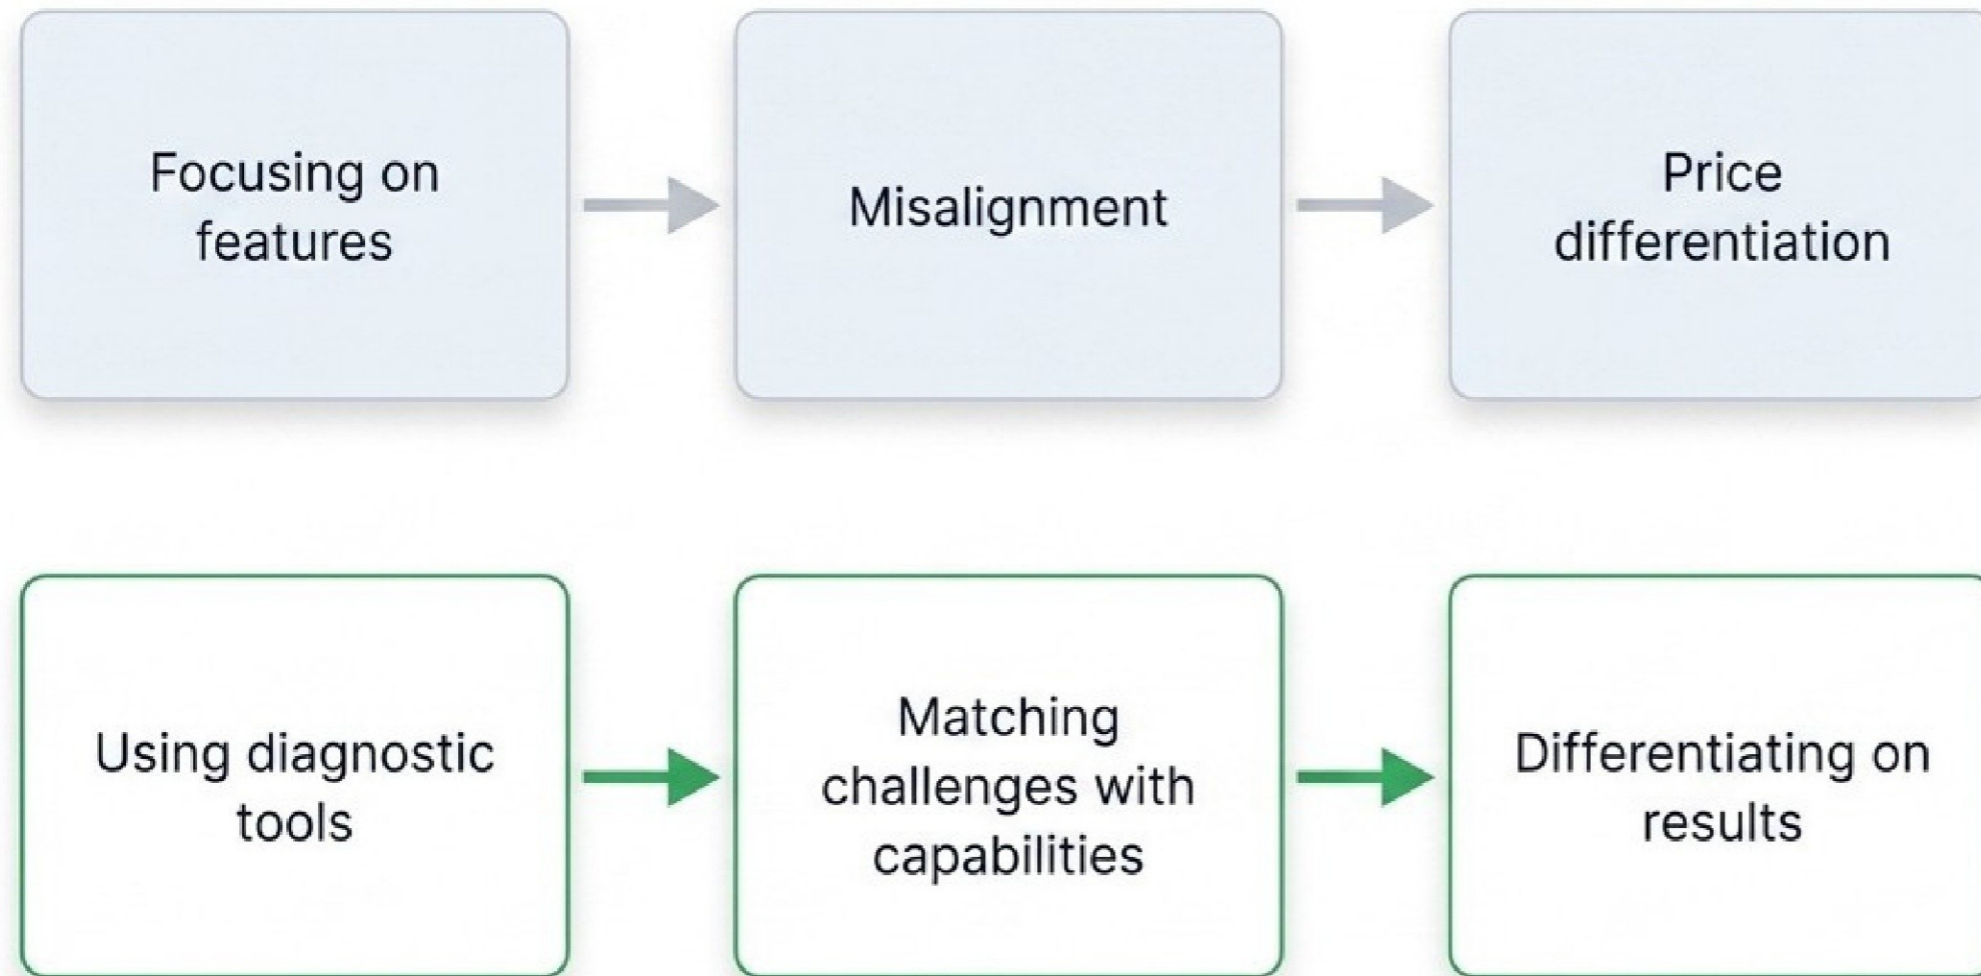 Focusing on
features
Misalignment
Price
differentiation
Using diagnostic
tools
Matching
challenges with
capabilities
Differentiating on
results